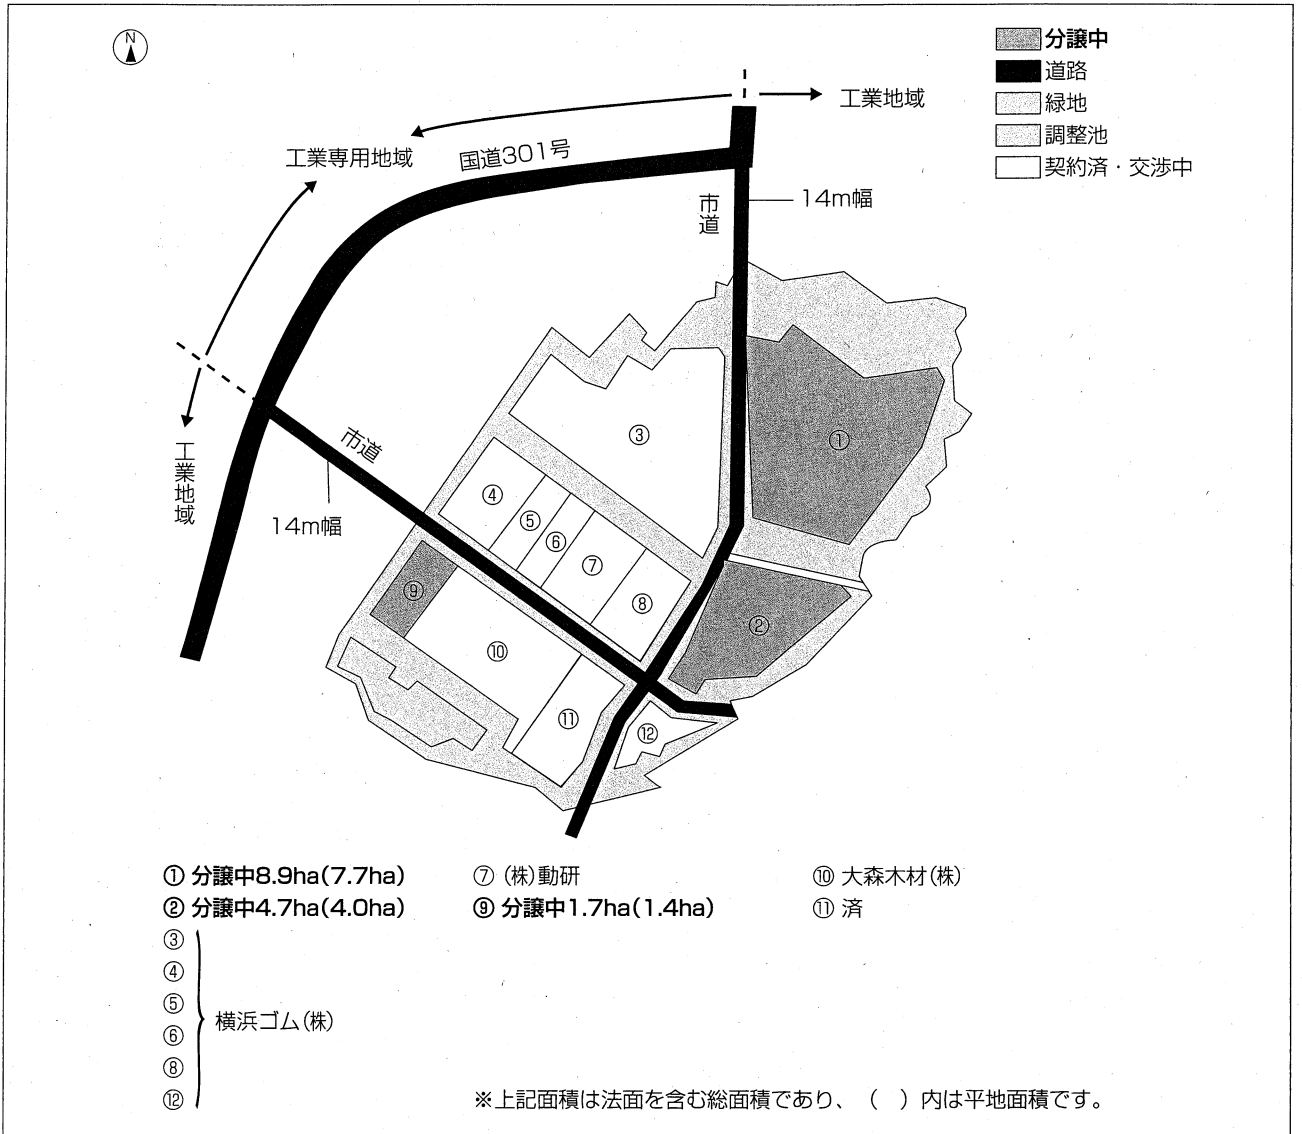 N
分譲中
道路
緑地
調整池
契約済・交渉中
工業地域
工業専用地域
国道301号
14m幅
市道
市道
工業地域
14m幅
①
②
③
④
⑤
⑥
⑦
⑧
⑨
⑩
⑪
⑫
① 分譲中8.9ha(7.7ha)
② 分譲中4.7ha(4.0ha)
③
④
⑤
⑥
⑧
⑫
横浜ゴム(株)
⑦ (株)動研
⑨ 分譲中1.7ha(1.4ha)
⑩ 大森木材(株)
⑪ 済
※上記面積は法面を含む総面積であり、（ ）内は平地面積です。